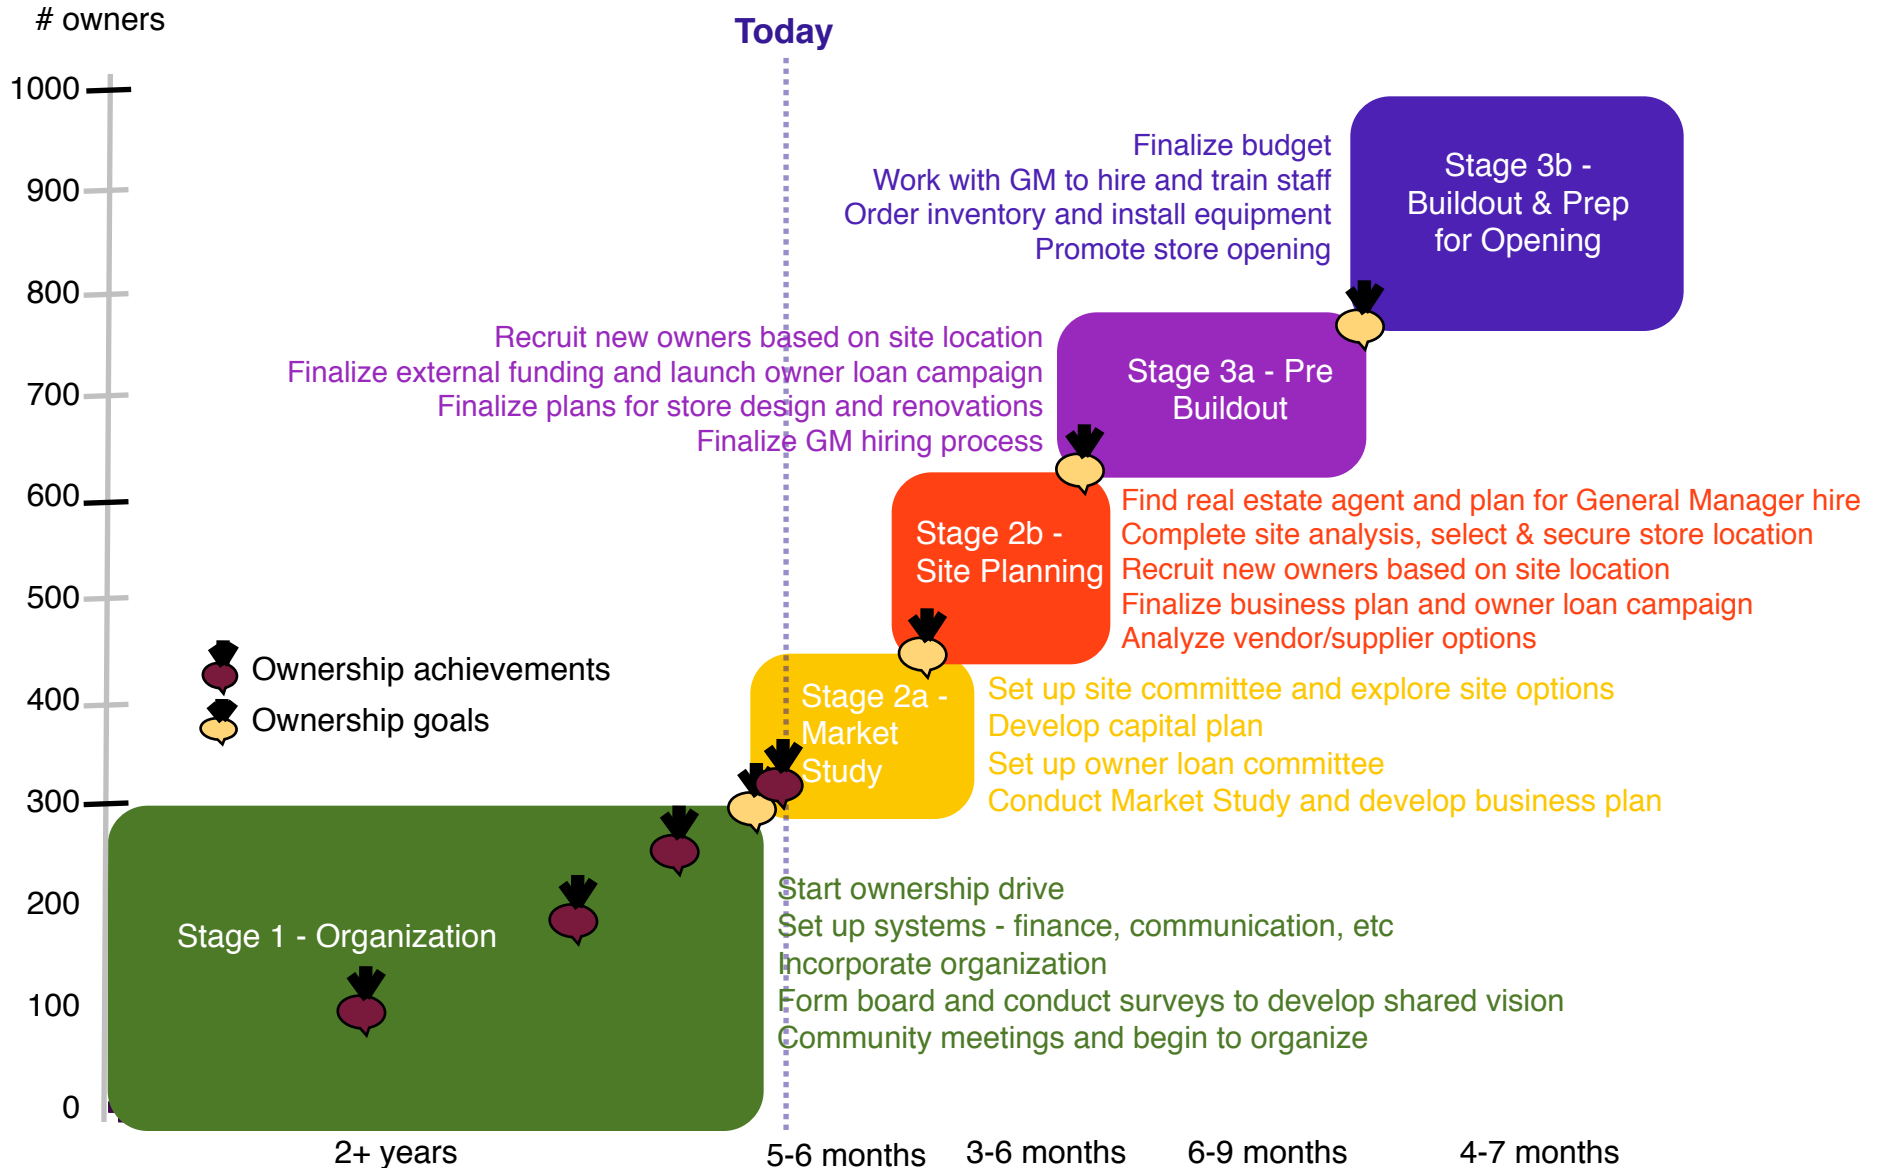 # owners
Today
1000
900
800
700
600
500
400
300
200
100
0
Finalize budget
Work with GM to hire and train staff
Order inventory and install equipment
Promote store opening
Stage 3b -
Buildout & Prep
for Opening
Recruit new owners based on site location
Finalize external funding and launch owner loan campaign
Finalize plans for store design and renovations
Finalize GM hiring process
Stage 3a - Pre
Buildout
Stage 2b -
Site Planning
Find real estate agent and plan for General Manager hire
Complete site analysis, select & secure store location
Recruit new owners based on site location
Finalize business plan and owner loan campaign
Analyze vendor/supplier options
Ownership achievements
Ownership goals
Stage 2a -
Market
Study
Set up site committee and explore site options
Develop capital plan
Set up owner loan committee
Conduct Market Study and develop business plan
Stage 1 - Organization
Start ownership drive
Set up systems - finance, communication, etc
Incorporate organization
Form board and conduct surveys to develop shared vision
Community meetings and begin to organize
2+ years
5-6 months
3-6 months
6-9 months
4-7 months